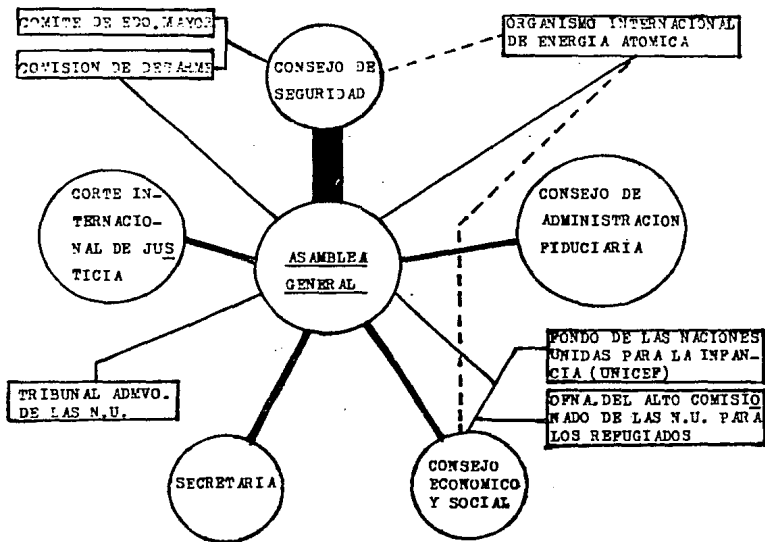 COMITE DE EDO. MAYOR
COMISION DE DESARME
CONSEJO DE
SEGURIDAD
ORGANISMO INTERNACIONAL
DE ENERGIA ATOMICA
CORTE IN-
TERNACIO-
NAL DE JUS
TICIA
ASAMBLEA
GENERAL
CONSEJO DE
ADMINISTRACION
FIDUCIARIA
TRIBUNAL ADMVO.
DE LAS N.U.
SECRETARIA
CONSEJO
ECONOMICO
Y SOCIAL
FONDO DE LAS NACIONES
UNIDAS PARA LA INFAN-
CIA (UNICEF)
OFNA. DEL ALTO COMISIO
NADO DE LAS N.U. PARA
LOS REFUGIADOS